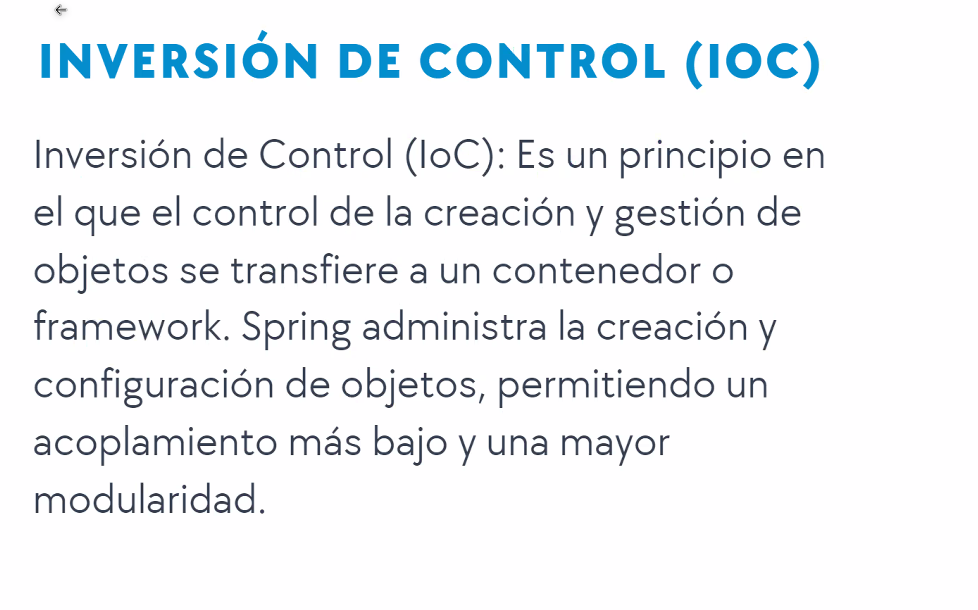 INVERSIÓN DE CONTROL (IOC)
Inversión de Control (IoC): Es un principio en
el que el control de la creación y gestión de
objetos se transfiere a un contenedor o
framework. Spring administra la creación y
configuración de objetos, permitiendo un
acoplamiento más bajo y una mayor
modularidad.